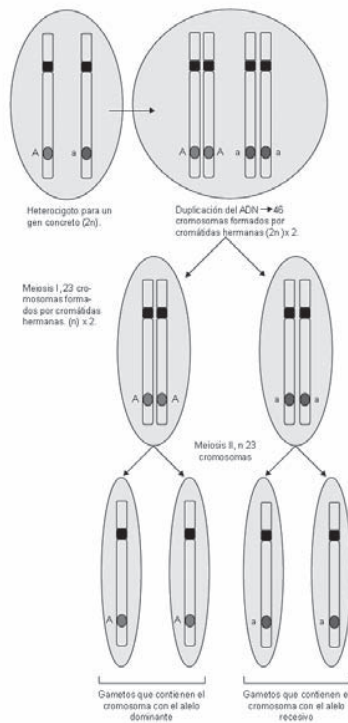 A
a
A
A
a
a
Heterocigoto para un
gen concreto (2n).
Duplicación del ADN →46
cromosomas formados por
cromátidas hermanas (2n )x 2.
Meiosis I, 23 cro-
mosomas forma-
dos por cromátidas
hermanas. (n) x 2.
A
A
a
a
Meiosis II, n 23
cromosomas
A
A
a
a
Gametos que contienen el
cromosoma con el alelo
dominante
Gametos que contienen el
cromosoma con el alelo
recesivo